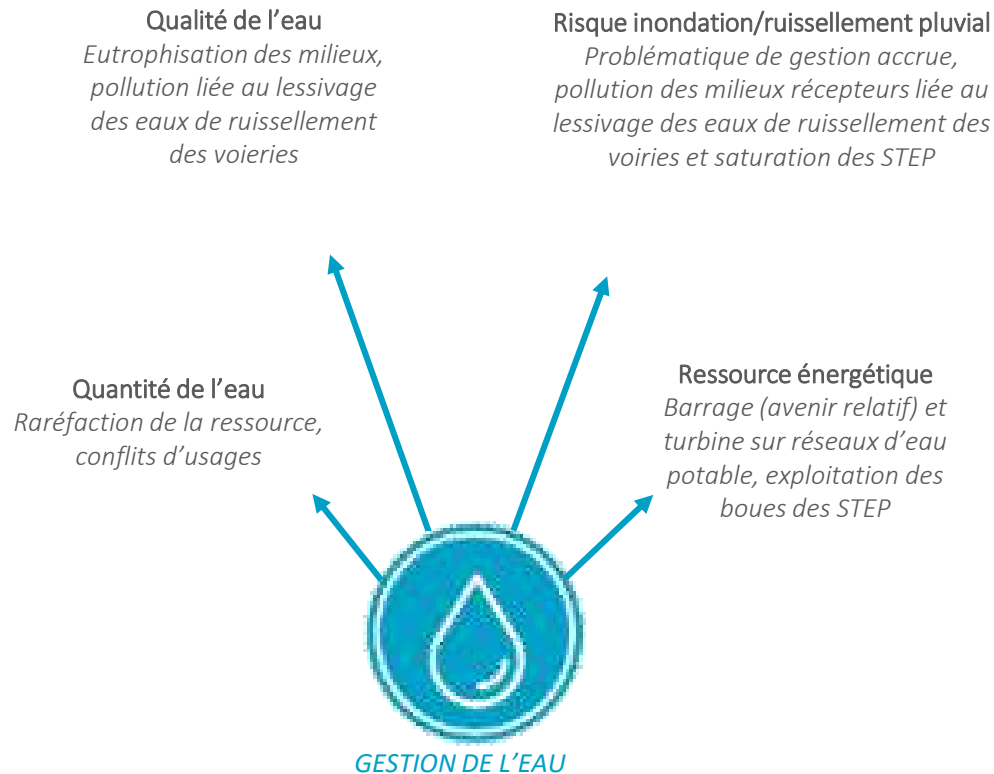 Qualité de l'eau
Eutrophisation des milieux,
pollution liée au lessivage
des eaux de ruissellement
des voieries
Risque inondation/ruissellement pluvial
Problématique de gestion accrue,
pollution des milieux récepteurs liée au
lessivage des eaux de ruissellement des
voiries et saturation des STEP
Quantité de l'eau
Raréfaction de la ressource,
conflits d'usages
Ressource énergétique
Barrage (avenir relatif) et
turbine sur réseaux d'eau
potable, exploitation des
boues des STEP
GESTION DE L'EAU